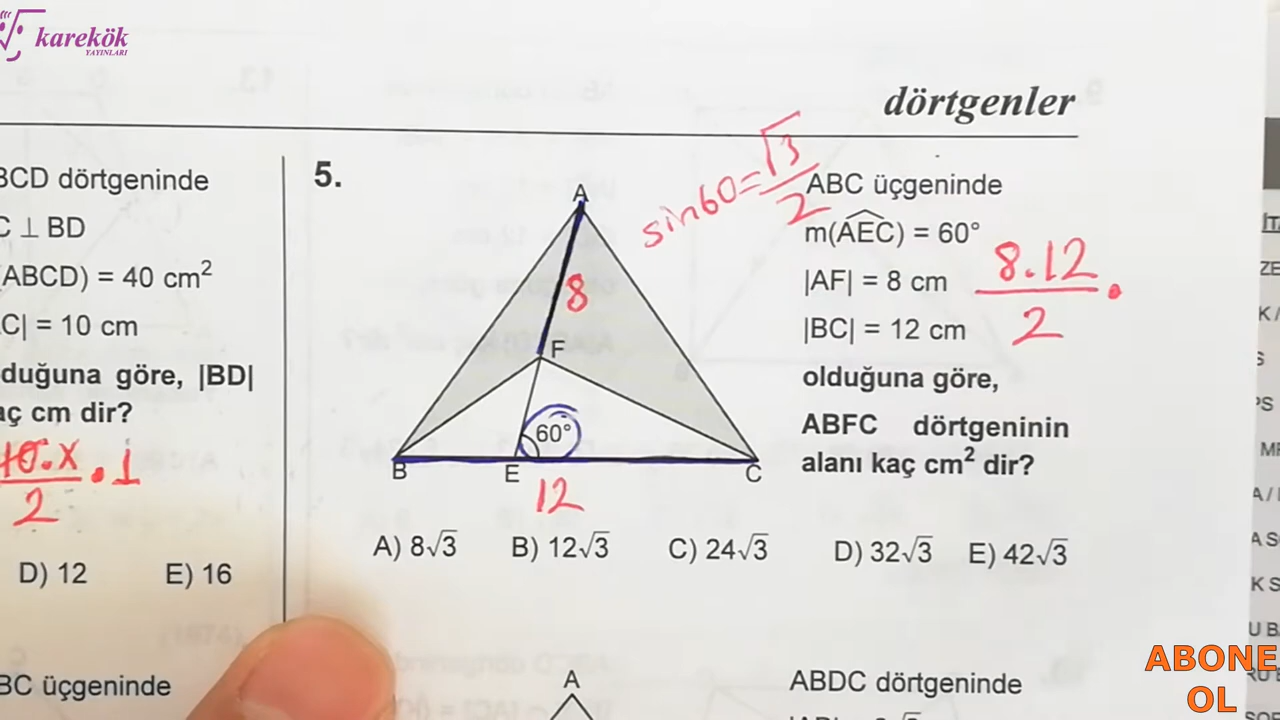 karekök
YAYINLARI
dörtgenler
BCD dörtgeninde
C ⊥ BD
(ABCD) = 40 cm²
C| = 10 cm
duğuna göre, |BD|
aç cm dir?
10.x
2
. 1
D) 12 E) 16
BC üçgeninde
5.
A
8
F
60°
B E C
12
sin60=√3/2
ABC üçgeninde
m(AEC) = 60°
|AF| = 8 cm
|BC| = 12 cm
8.12
2
.
olduğuna göre,
ABFC dörtgeninin
alanı kaç cm² dir?
A) 8√3 B) 12√3 C) 24√3 D) 32√3 E) 42√3
A
ABDC dörtgeninde
ABONE
OL